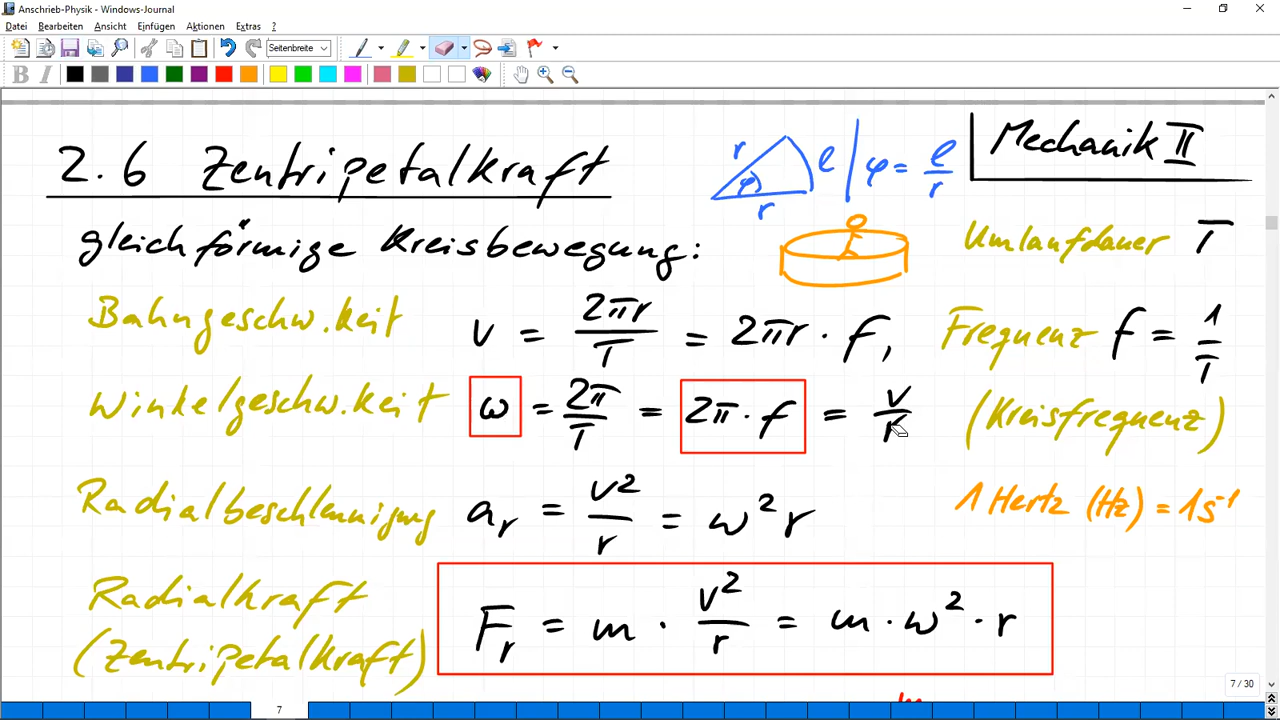 Anschrieb-Physik - Windows-Journal
Datei Bearbeiten Ansicht Einfügen Aktionen Extras ?
Seitenbreite
B I
2.6 Zentripetalkraft
r φ r l | φ = l/r
Mechanik II
gleichförmige Kreisbewegung:
Umlaufdauer T
Bahngeschw.keit v = 2πr/T = 2πr · f, Frequenz f = 1/T
Winkelgeschw.keit ω = 2π/T = 2π · f = v/r (Kreisfrequenz)
Radialbeschleunigung a_r = v²/r = ω² r
1 Hertz (Hz) = 1 s⁻¹
Radialkraft
(Zentripetalkraft)
F_r = m · v²/r = m · ω² · r
7 / 30
7